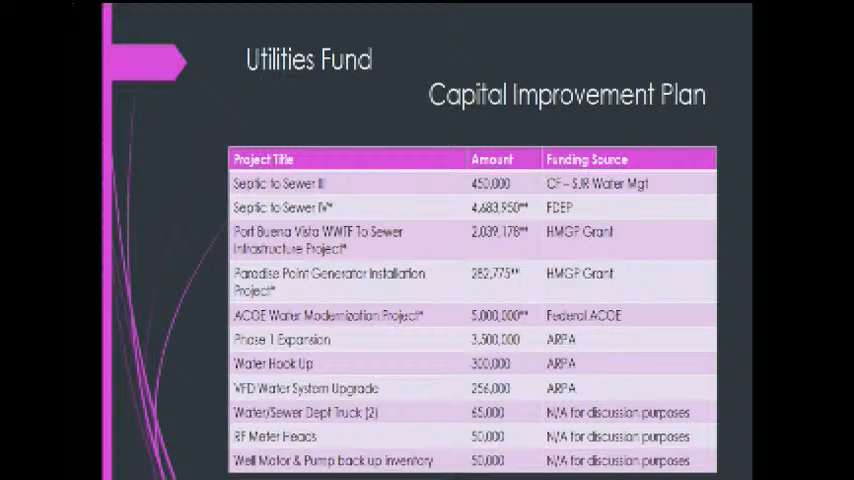 Utilities Fund
Capital Improvement Plan
Project Title Amount Funding Source
Septic to Sewer II 450,000 CF – SJR Water Mgt
Septic to Sewer IV* 4,683,950** FDEP
Port Buena Vista WWTF To Sewer Infrastructure Project* 2,039,178** HMGP Grant
Paradise Point Generator Installation Project* 282,775** HMGP Grant
ACOE Water Modernization Project* 5,000,000** Federal ACOE
Phase 1 Expansion 3,500,000 ARPA
Water Hook Up 300,000 ARPA
VFD Water System Upgrade 256,000 ARPA
Water/Sewer Dept Truck (2) 65,000 N/A for discussion purposes
RF Meter Heads 50,000 N/A for discussion purposes
Well Motor & Pump back up inventory 50,000 N/A for discussion purposes